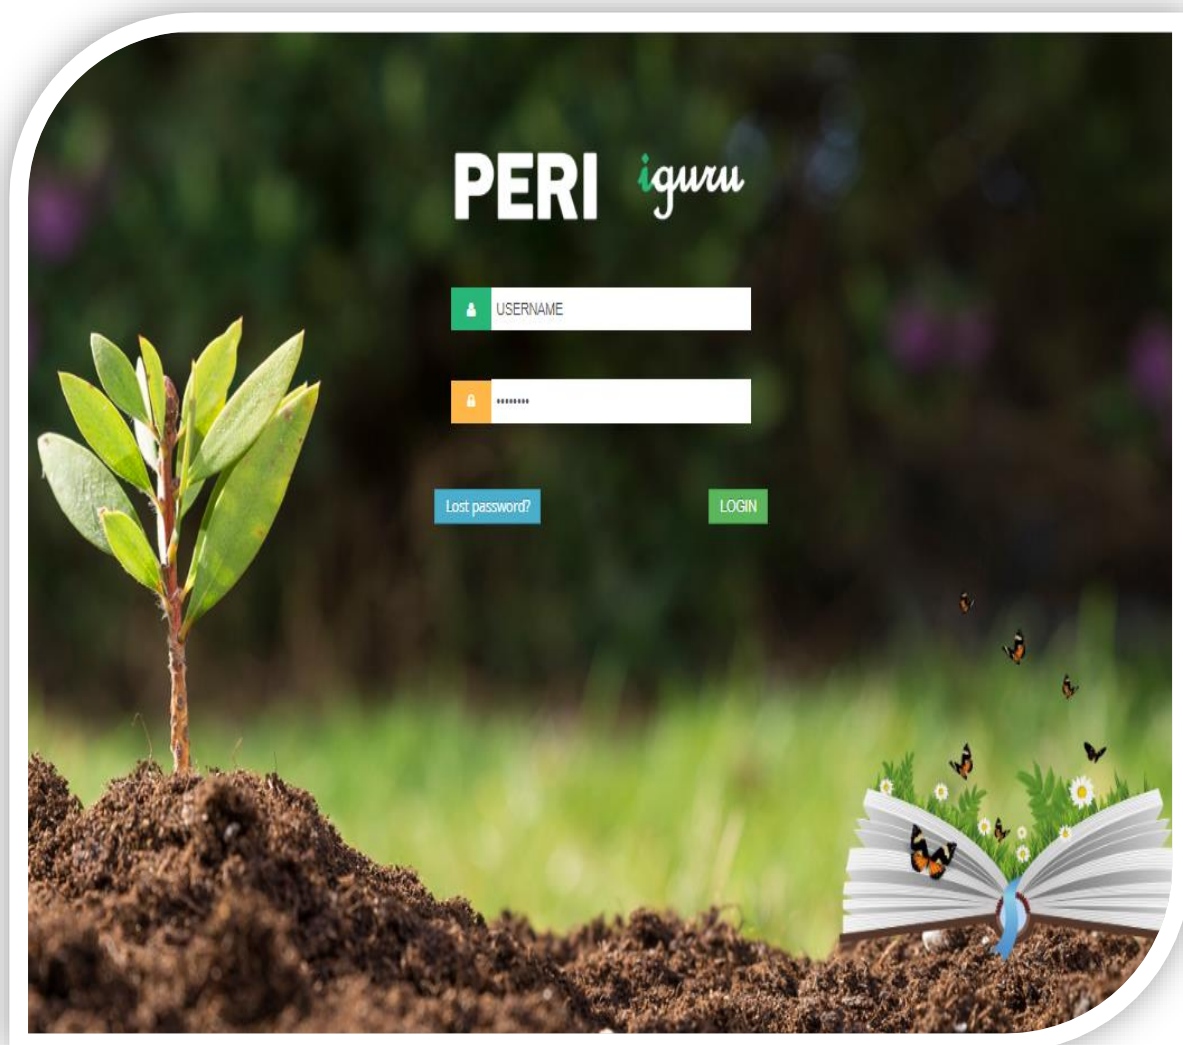 PERI iguru
USERNAME
••••••••
Lost password? LOGIN